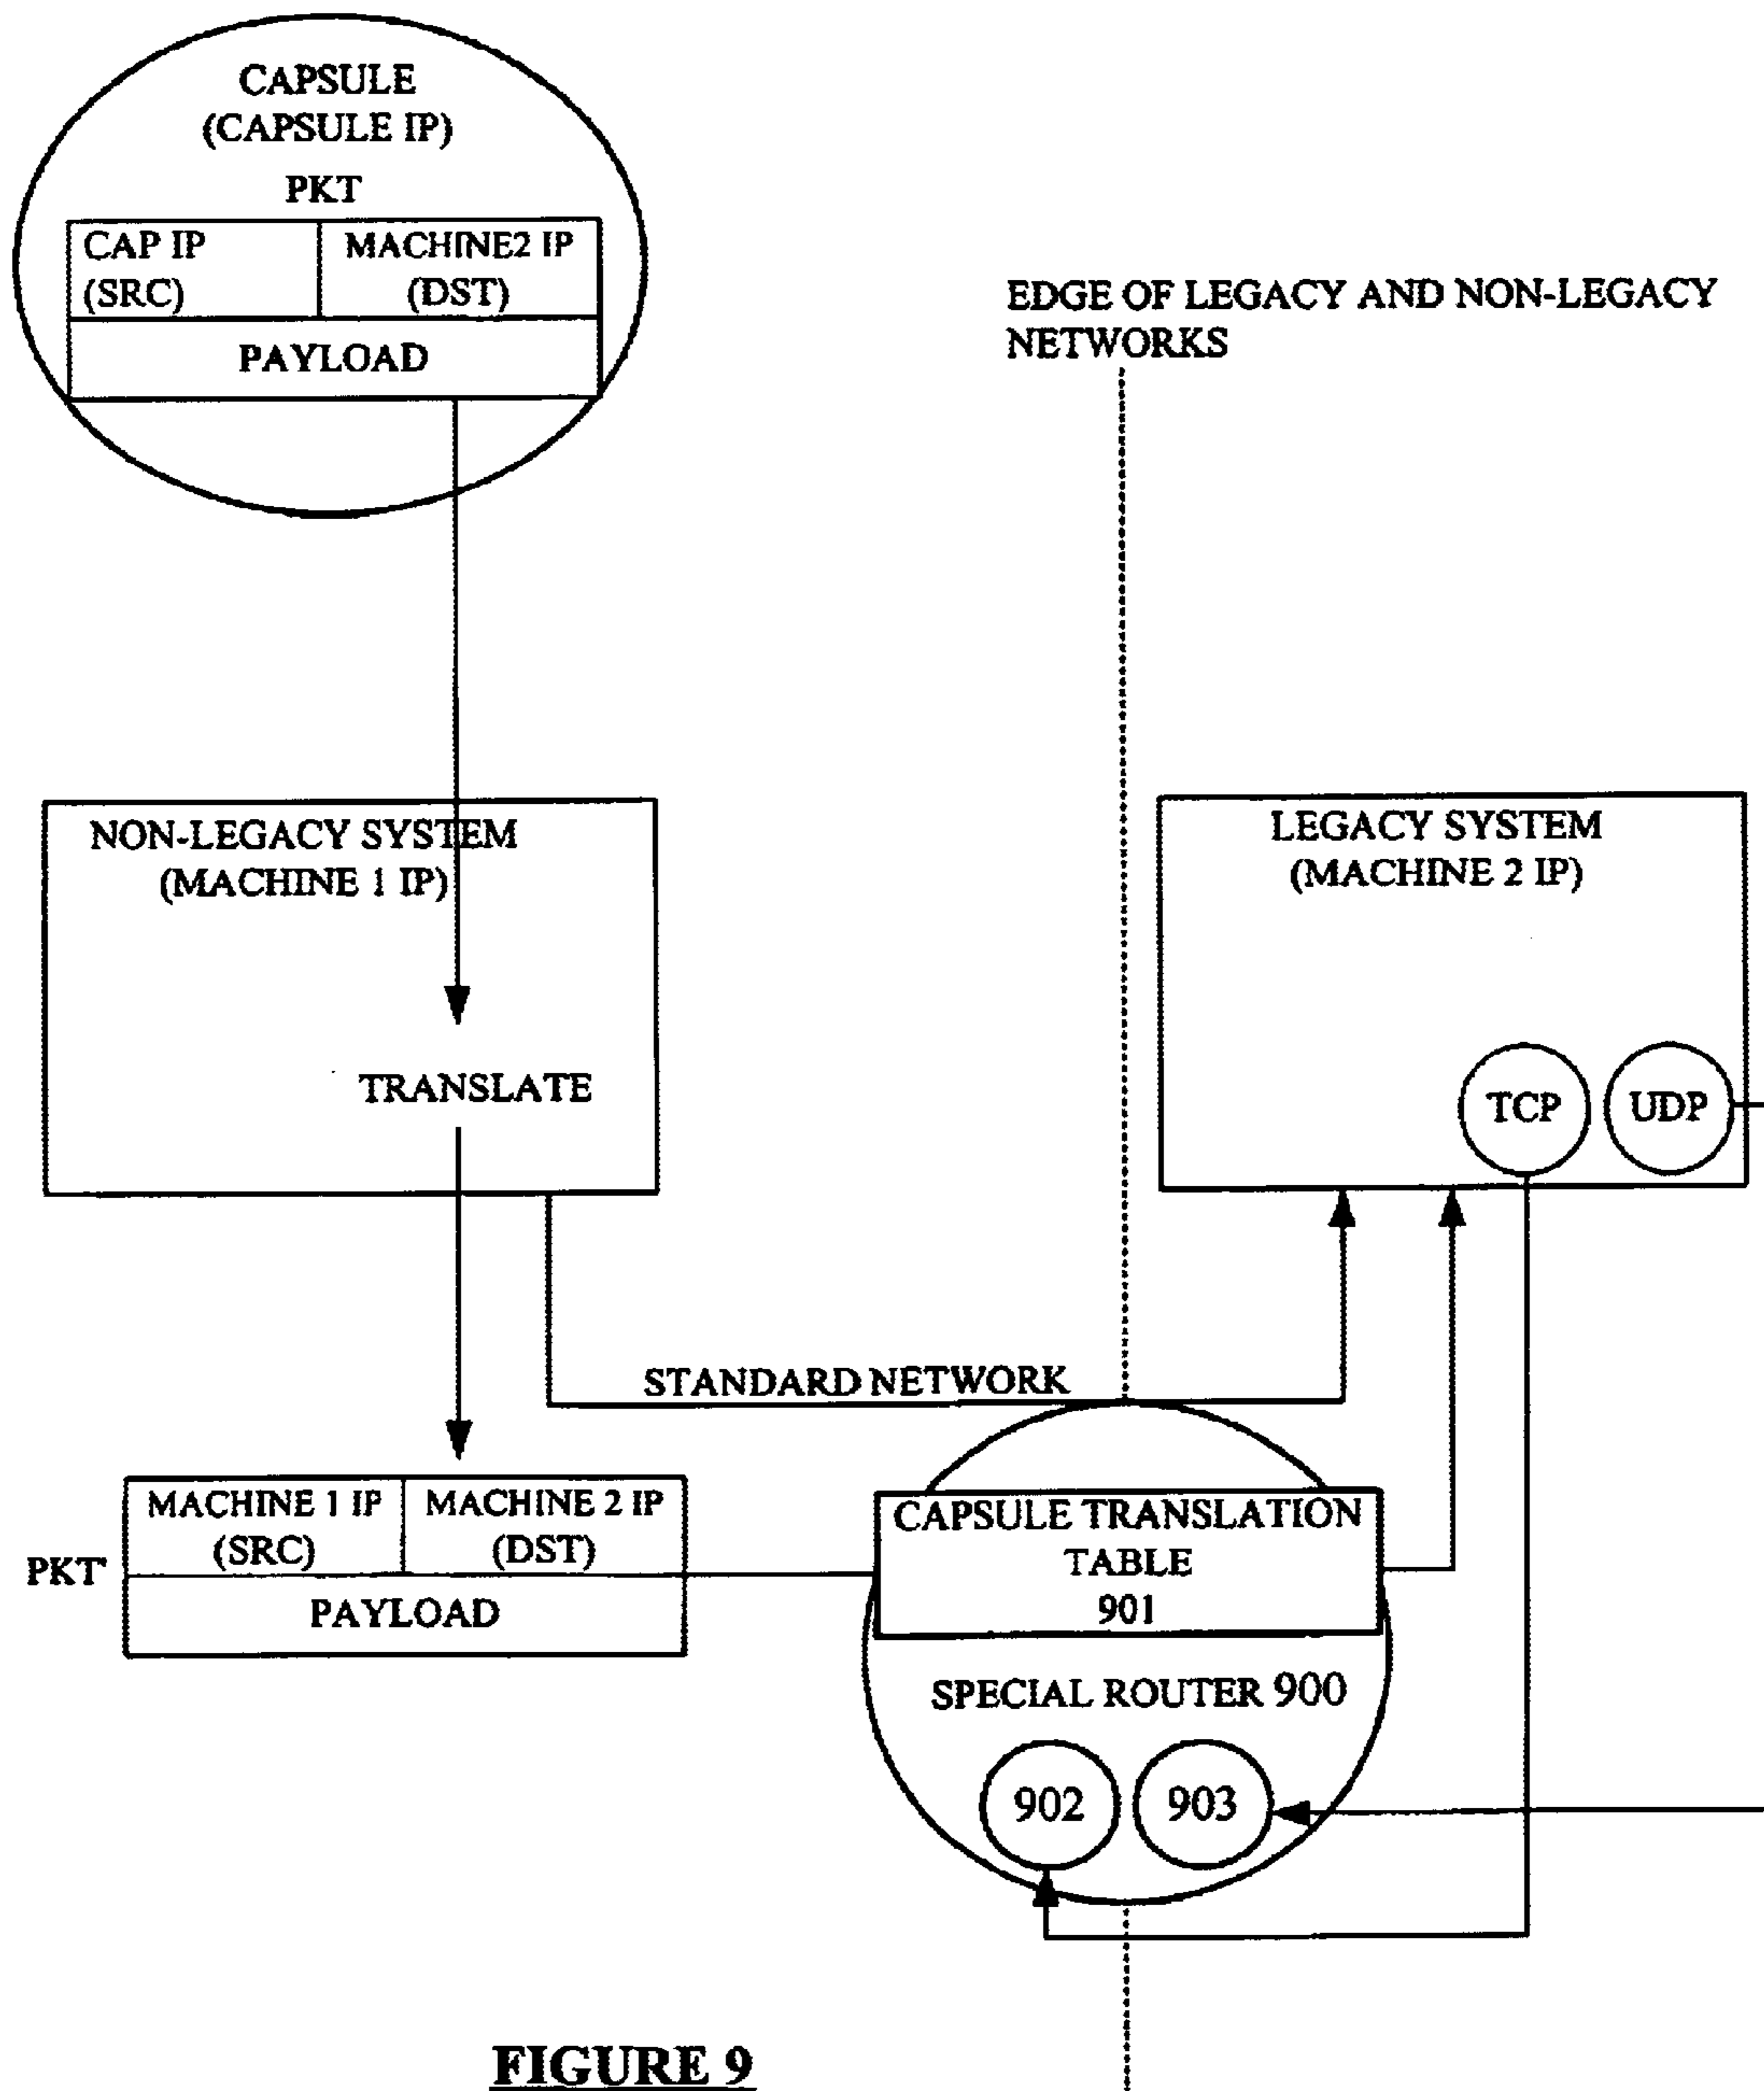 CAPSULE
(CAPSULE IP)
PKT
CAP IP
(SRC)
MACHINE2 IP
(DST)
PAYLOAD
EDGE OF LEGACY AND NON-LEGACY
NETWORKS
NON-LEGACY SYSTEM
(MACHINE 1 IP)
TRANSLATE
LEGACY SYSTEM
(MACHINE 2 IP)
TCP
UDP
STANDARD NETWORK
PKT'
MACHINE 1 IP
(SRC)
MACHINE 2 IP
(DST)
PAYLOAD
CAPSULE TRANSLATION
TABLE
901
SPECIAL ROUTER 900
902
903
FIGURE 9